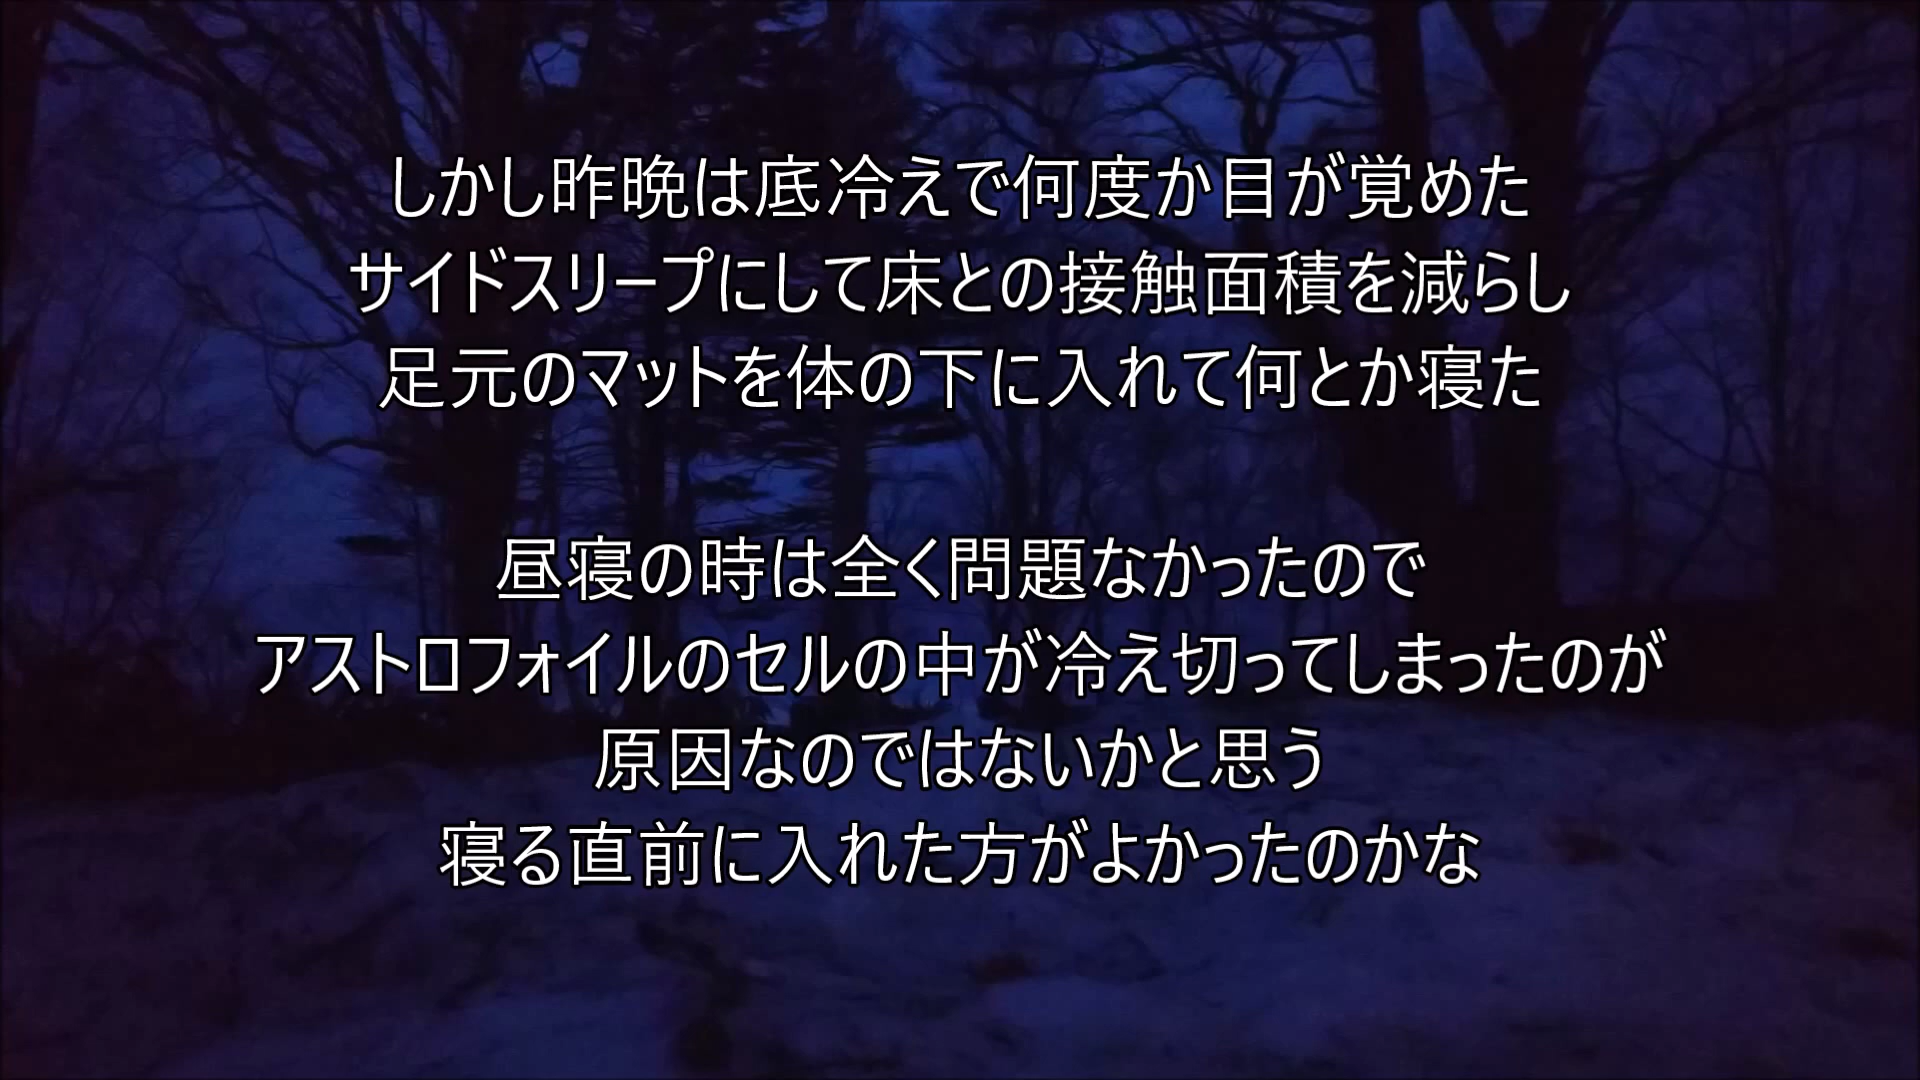 しかし昨晩は底冷えで何度か目が覚めた
サイドスリープにして床との接触面積を減らし
足元のマットを体の下に入れて何とか寝た
昼寝の時は全く問題なかったので
アストロフォイルのセルの中が冷え切ってしまったのが
原因なのではないかと思う
寝る直前に入れた方がよかったのかな